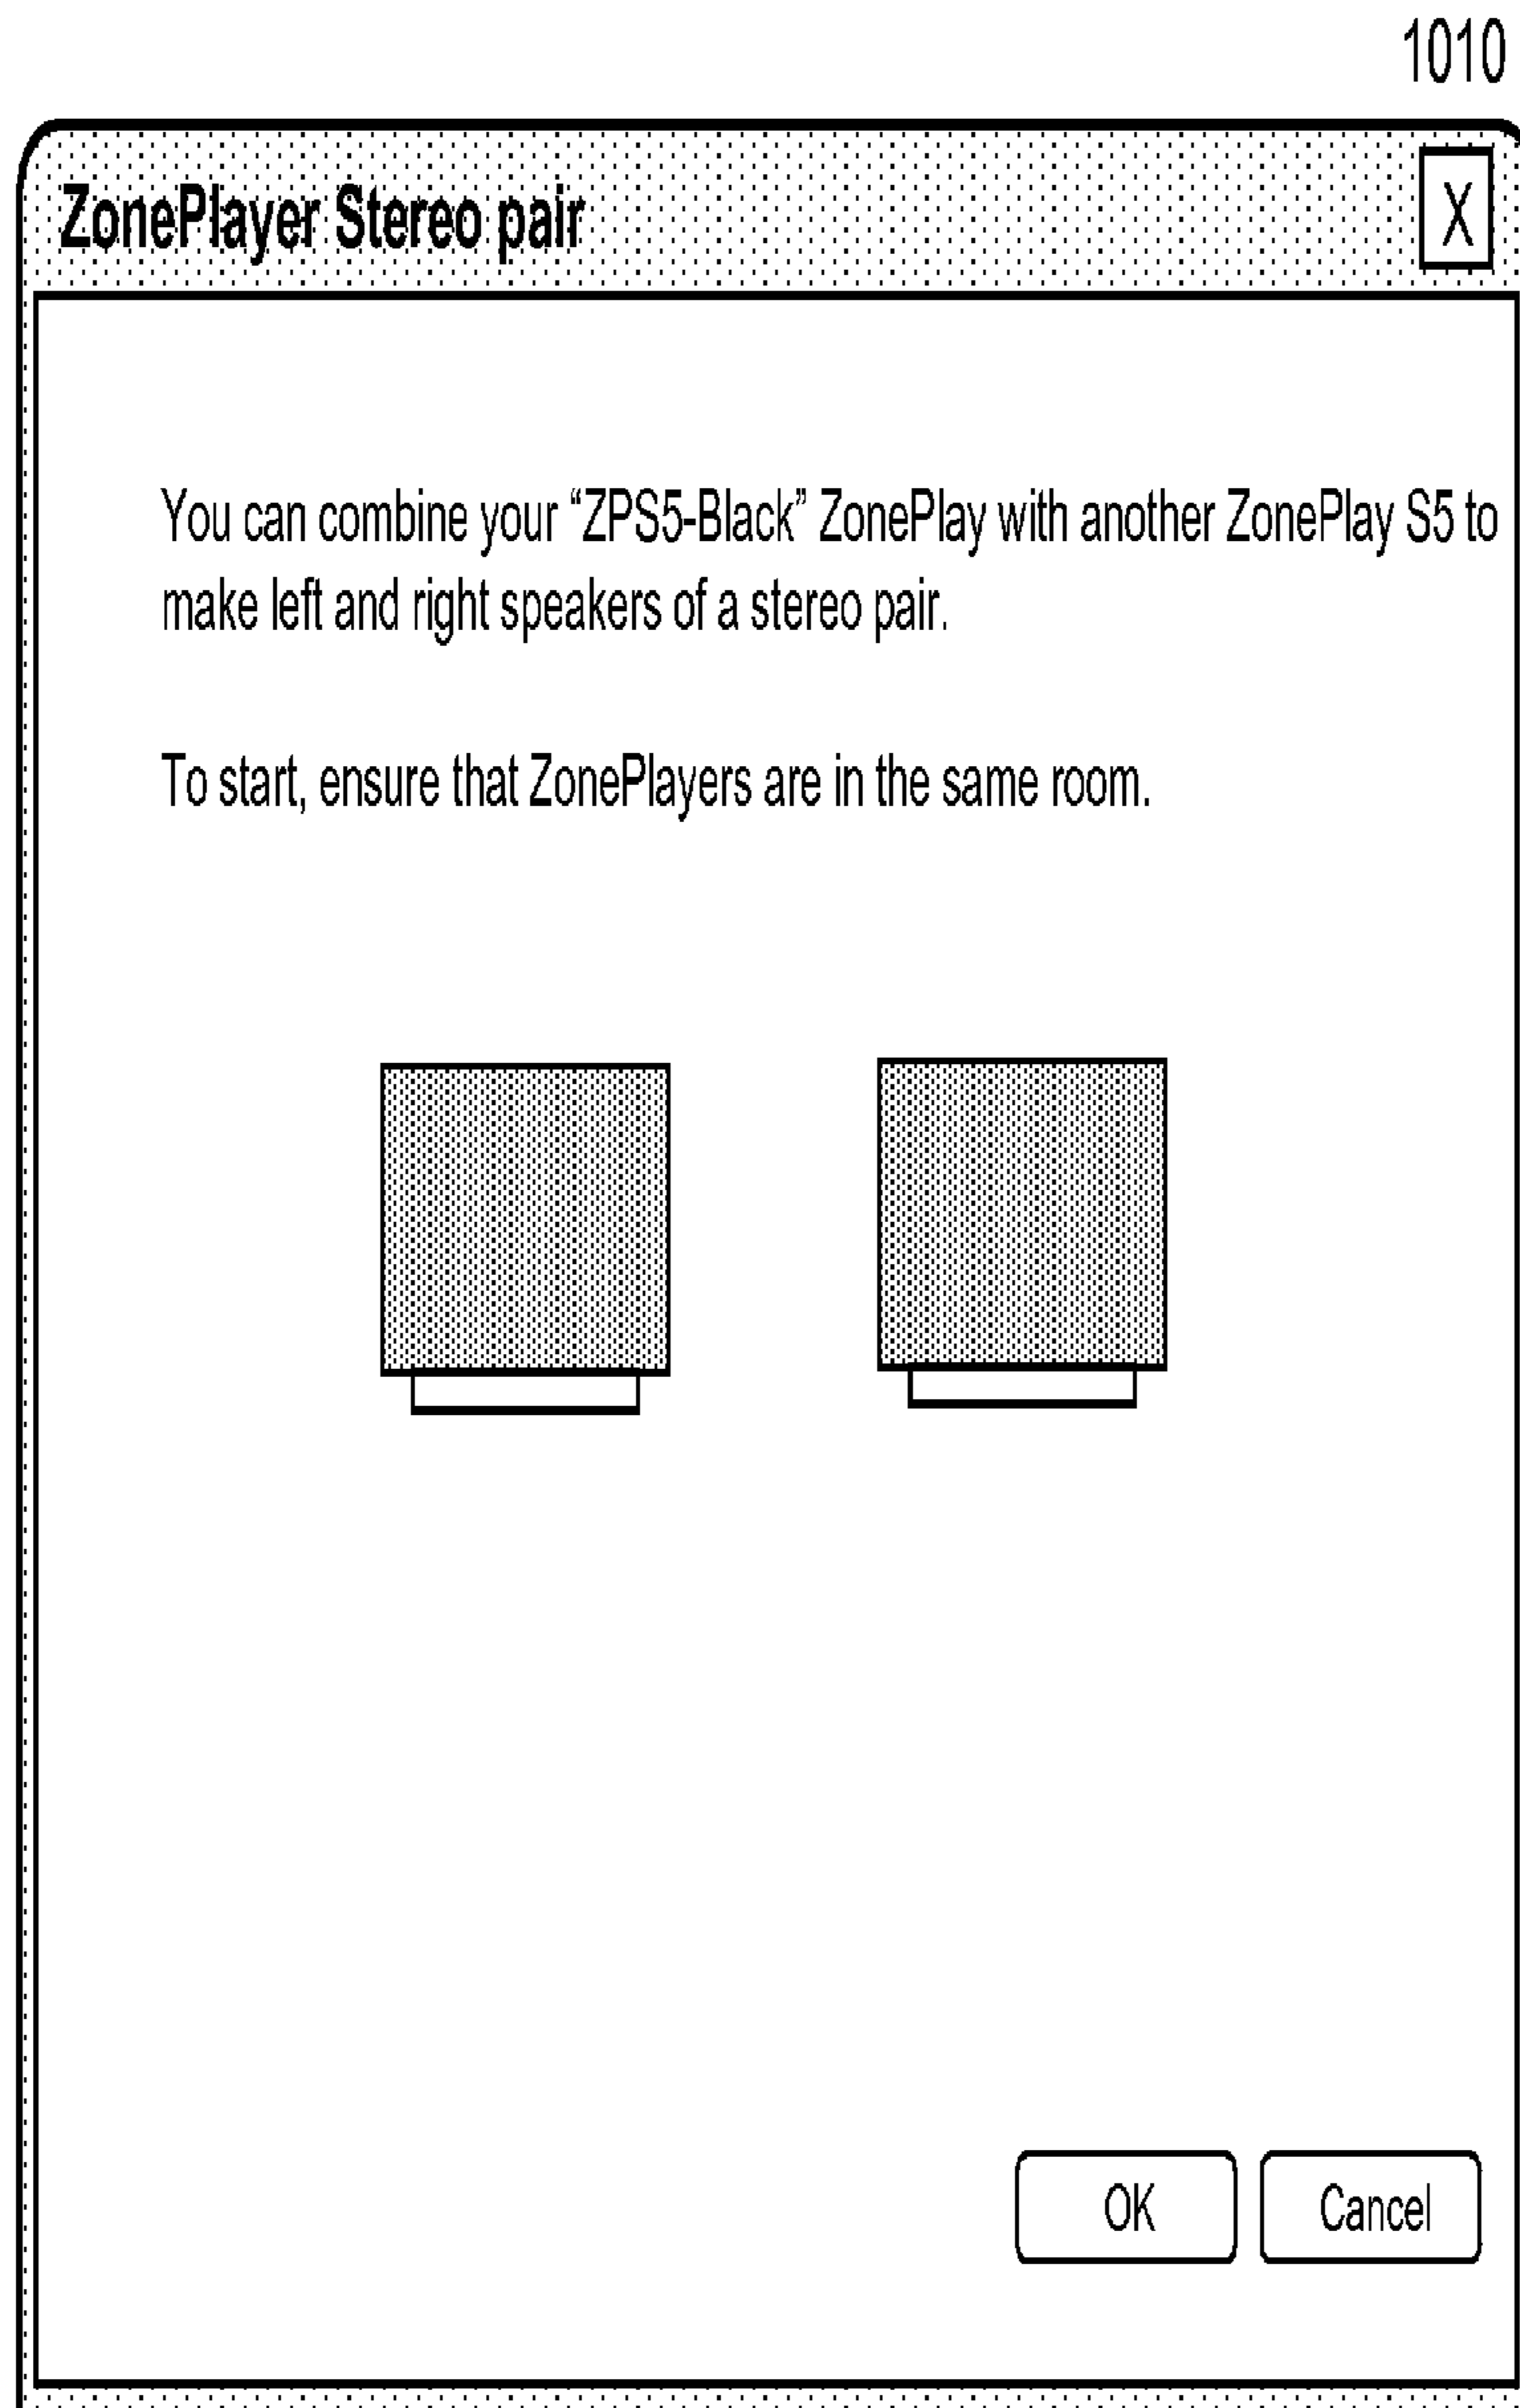 1010
ZonePlayer Stereo pair
X
You can combine your “ZPS5-Black” ZonePlay with another ZonePlay S5 to
make left and right speakers of a stereo pair.
To start, ensure that ZonePlayers are in the same room.
OK
Cancel